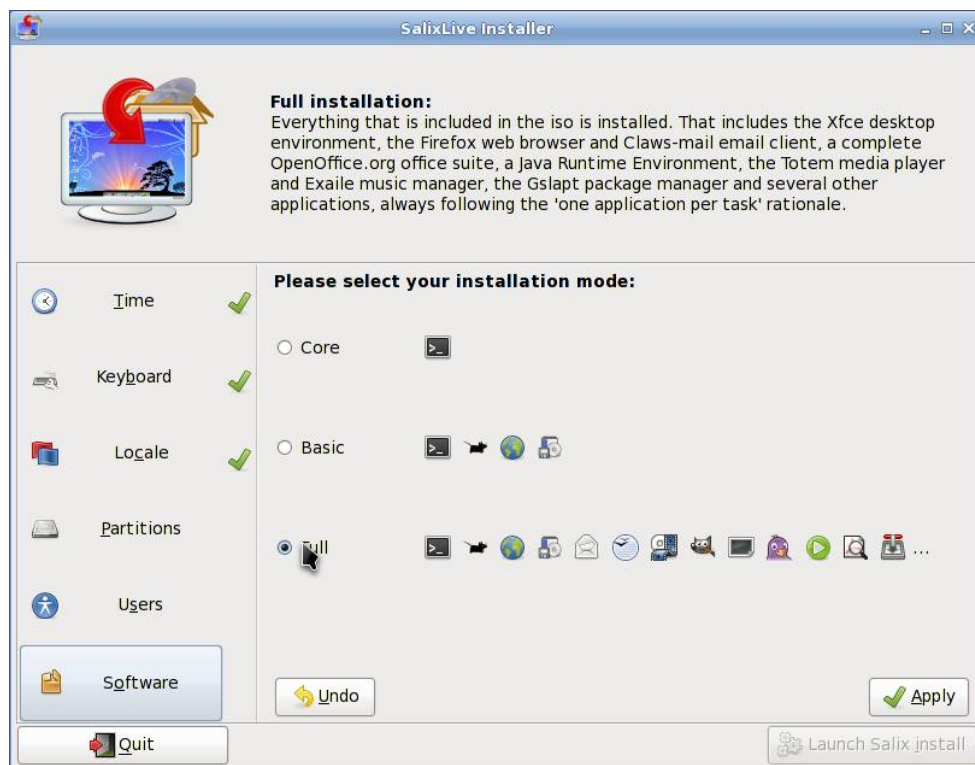 SalixLive Installer
Full installation:
Everything that is included in the iso is installed. That includes the Xfce desktop
environment, the Firefox web browser and Claws-mail email client, a complete
OpenOffice.org office suite, a Java Runtime Environment, the Totem media player
and Exaile music manager, the Gslapt package manager and several other
applications, always following the 'one application per task' rationale.
Time
Keyboard
Locale
Partitions
Users
Software
Please select your installation mode:
Core
Basic
...
Undo
Apply
Quit
Launch Salix install